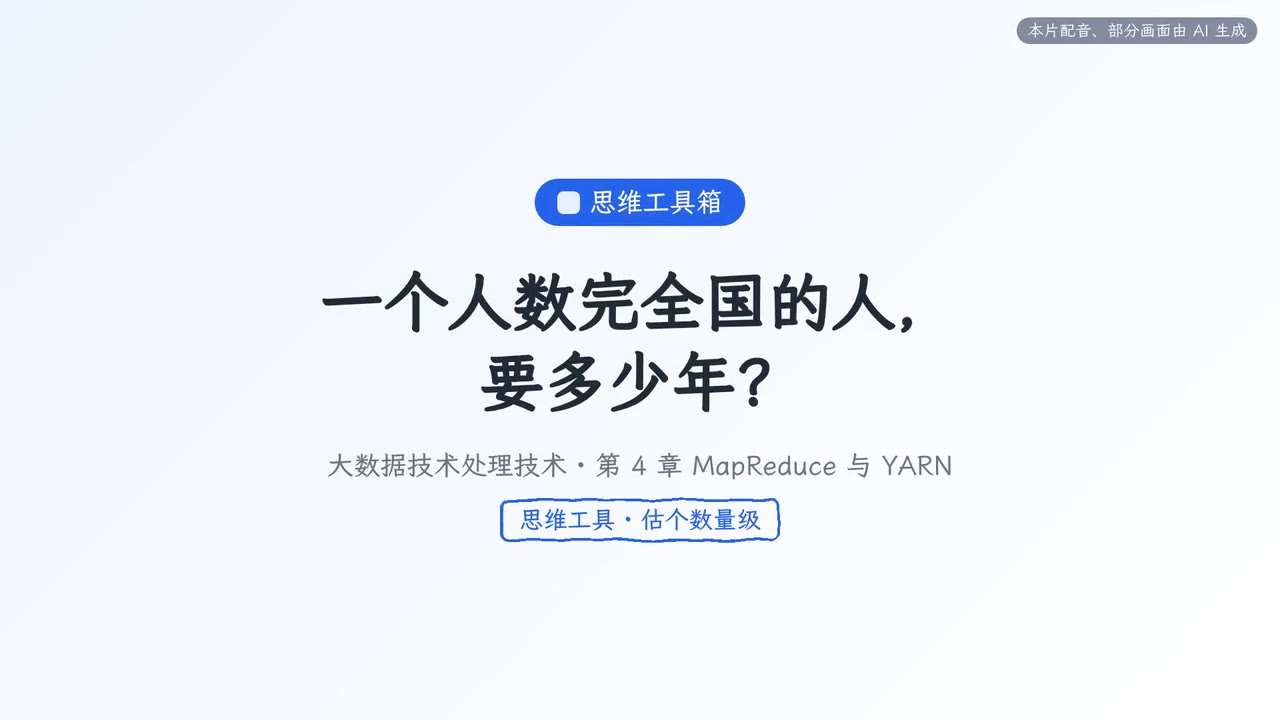 本片配音、部分画面由 AI 生成
思维工具箱
一个人数完全国的人,
要多少年?
大数据技术处理技术·第 4 章 MapReduce 与 YARN
思维工具·估个数量级